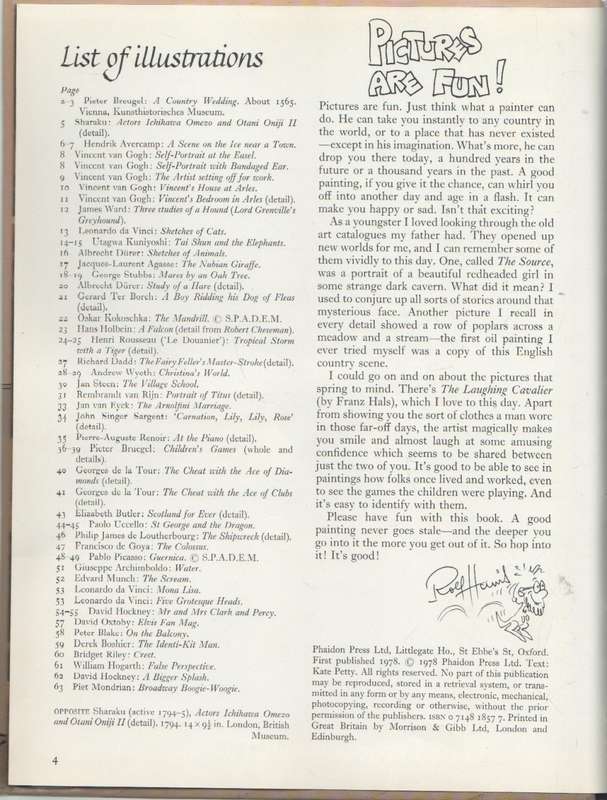 List of illustrations
Page
2-3 Pieter Breugel: A Country Wedding. About 1565.
Vienna, Kunsthistorisches Museum.
5 Sharaku: Actors Ichikawa Omezo and Otani Oniji II
(detail).
6-7 Hendrik Avercamp: A Scene on the Ice near a Town.
8 Vincent van Gogh: Self-Portrait at the Easel.
8 Vincent van Gogh: Self-Portrait with Bandaged Ear.
9 Vincent van Gogh: The Artist setting off for work.
10 Vincent van Gogh: Vincent's House at Arles.
11 Vincent van Gogh: Vincent's Bedroom in Arles (detail).
12 James Ward: Three studies of a Hound (Lord Grenville's
Greyhound).
13 Leonardo da Vinci: Sketches of Cats.
14-15 Utagwa Kuniyoshi: Tai Shun and the Elephants.
16 Albrecht Dürer: Sketches of Animals.
17 Jacques-Laurent Agasse: The Nubian Giraffe.
18-19 George Stubbs: Mares by an Oak Tree.
20 Albrecht Dürer: Study of a Hare (detail).
21 Gerard Ter Borch: A Boy Ridding his Dog of Fleas
(detail).
22 Oskar Kokoschka: The Mandrill. © S.P.A.D.E.M.
23 Hans Holbein: A Falcon (detail from Robert Cheseman).
24-25 Henri Rousseau ('Le Douanier'): Tropical Storm
with a Tiger (detail).
27 Richard Dadd: The Fairy Feller's Master-Stroke (detail).
28-29 Andrew Wyeth: Christina's World.
30 Jan Steen: The Village School.
31 Rembrandt van Rijn: Portrait of Titus (detail).
33 Jan van Eyck: The Arnolfini Marriage.
34 John Singer Sargent: 'Carnation, Lily, Lily, Rose'
(detail).
35 Pierre-Auguste Renoir: At the Piano (detail).
36-39 Pieter Bruegel: Children's Games (whole and
details).
40 Georges de la Tour: The Cheat with the Ace of Dia-
monds (detail).
41 Georges de la Tour: The Cheat with the Ace of Clubs
(detail).
43 Elizabeth Butler: Scotland for Ever (detail).
44-45 Paolo Uccello: St George and the Dragon.
46 Philip James de Loutherbourg: The Shipwreck (detail).
47 Francisco de Goya: The Colossus.
48-49 Pablo Picasso: Guernica. © S.P.A.D.E.M.
51 Giuseppe Archimboldo: Water.
52 Edvard Munch: The Scream.
53 Leonardo da Vinci: Mona Lisa.
53 Leonardo da Vinci: Five Grotesque Heads.
54-55 David Hockney: Mr and Mrs Clark and Percy.
57 David Oxtoby: Elvis Fan Mag.
58 Peter Blake: On the Balcony.
59 Derek Boshier: The Identi-Kit Man.
60 Bridget Riley: Crest.
61 William Hogarth: False Perspective.
62 David Hockney: A Bigger Splash.
63 Piet Mondrian: Broadway Boogie-Woogie.
OPPOSITE Sharaku (active 1794-5), Actors Ichikawa Omezo
and Otani Oniji II (detail). 1794. 14 × 9½ in. London, British
Museum.
4
PICTURES
ARE FUN!
Pictures are fun. Just think what a painter can
do. He can take you instantly to any country in
the world, or to a place that has never existed
—except in his imagination. What's more, he can
drop you there today, a hundred years in the
future or a thousand years in the past. A good
painting, if you give it the chance, can whirl you
off into another day and age in a flash. It can
make you happy or sad. Isn't that exciting?
As a youngster I loved looking through the old
art catalogues my father had. They opened up
new worlds for me, and I can remember some of
them vividly to this day. One, called The Source,
was a portrait of a beautiful redheaded girl in
some strange dark cavern. What did it mean? I
used to conjure up all sorts of stories around that
mysterious face. Another picture I recall in
every detail showed a row of poplars across a
meadow and a stream—the first oil painting I
ever tried myself was a copy of this English
country scene.
I could go on and on about the pictures that
spring to mind. There's The Laughing Cavalier
(by Franz Hals), which I love to this day. Apart
from showing you the sort of clothes a man wore
in those far-off days, the artist magically makes
you smile and almost laugh at some amusing
confidence which seems to be shared between
just the two of you. It's good to be able to see in
paintings how folks once lived and worked, even
to see the games the children were playing. And
it's easy to identify with them.
Please have fun with this book. A good
painting never goes stale—and the deeper you
go into it the more you get out of it. So hop into
it! It's good!
Rolf Harris
Phaidon Press Ltd, Littlegate Ho., St Ebbe's St, Oxford.
First published 1978. © 1978 Phaidon Press Ltd. Text:
Kate Petty. All rights reserved. No part of this publication
may be reproduced, stored in a retrieval system, or trans-
mitted in any form or by any means, electronic, mechanical,
photocopying, recording or otherwise, without the prior
permission of the publishers. ISBN 0 7148 1857 7. Printed in
Great Britain by Morrison & Gibb Ltd, London and
Edinburgh.